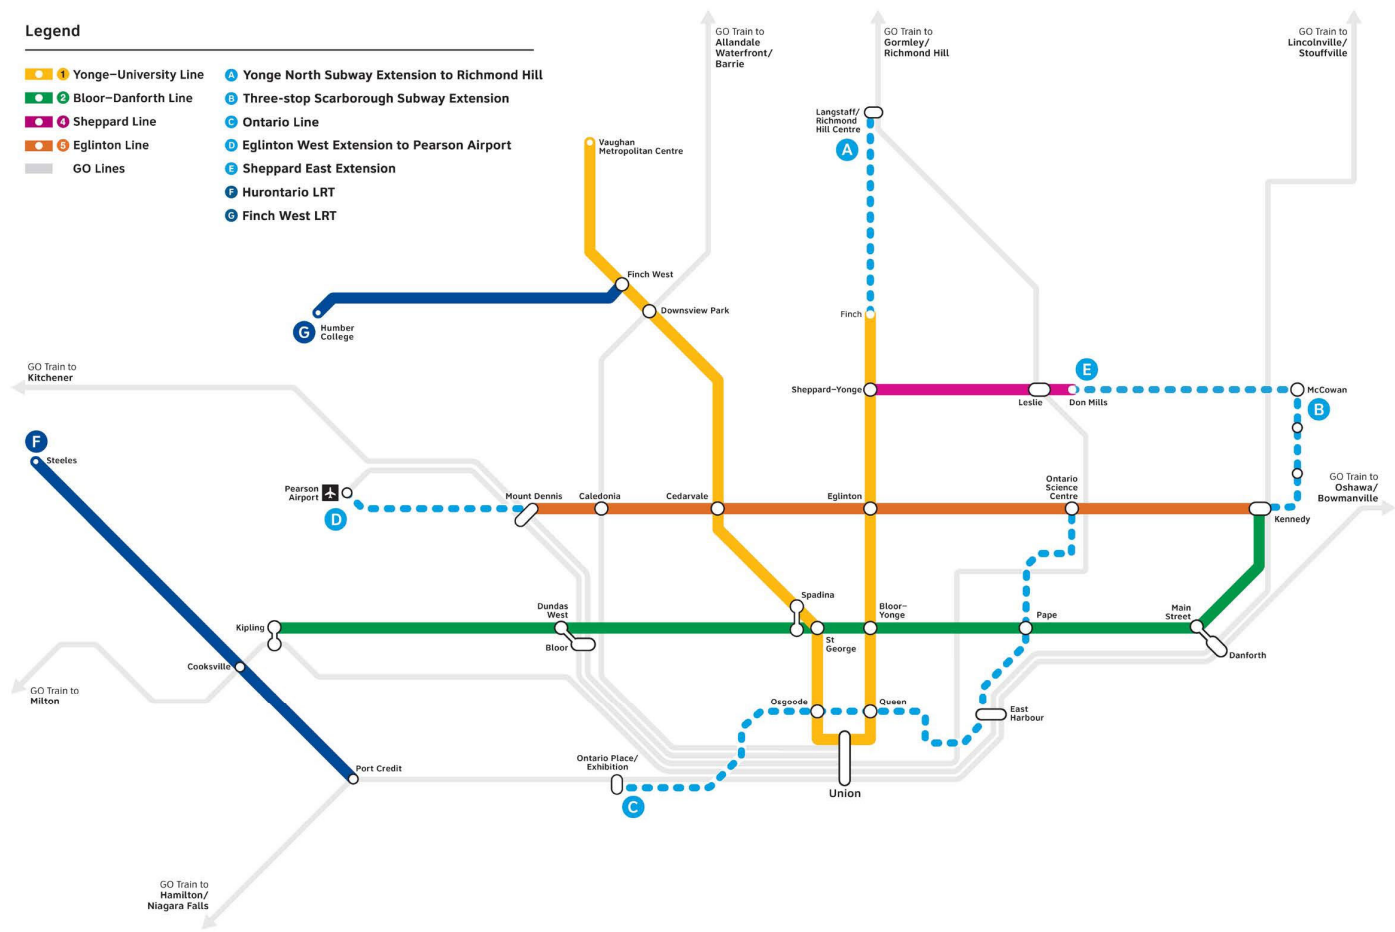 Legend
1 Yonge–University Line
2 Bloor–Danforth Line
4 Sheppard Line
5 Eglinton Line
GO Lines
A Yonge North Subway Extension to Richmond Hill
B Three-stop Scarborough Subway Extension
C Ontario Line
D Eglinton West Extension to Pearson Airport
E Sheppard East Extension
F Hurontario LRT
G Finch West LRT
GO Train to
Allandale
Waterfront/
Barrie
GO Train to
Gormley/
Richmond Hill
GO Train to
Lincolnville/
Stouffville
Langstaff/
Richmond
Hill Centre
A
Vaughan
Metropolitan Centre
Finch West
Downsview Park
Finch
G
Humber
College
GO Train to
Kitchener
Sheppard–Yonge
Leslie
Don Mills
E
McCowan
B
F
Steeles
Pearson
Airport
D
Mount Dennis
Caledonia
Cedarvale
Eglinton
Ontario
Science
Centre
Kennedy
GO Train to
Oshawa/
Bowmanville
Spadina
Dundas
West
Bloor
Kipling
Bloor–
Yonge
St
George
Pape
Main
Street
Danforth
Cooksville
GO Train to
Milton
Osgoode
Queen
East
Harbour
Port Credit
Ontario Place/
Exhibition
C
Union
GO Train to
Hamilton/
Niagara Falls